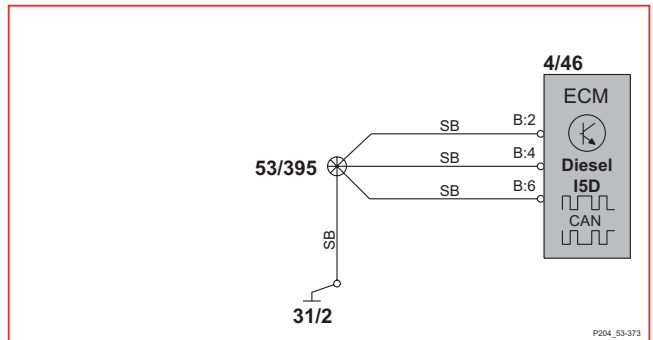 4/46
ECM
SB
B:2
53/395
SB
B:4
Diesel
SB
B:6
I5D
CAN
SB
31/2
P204_53-373